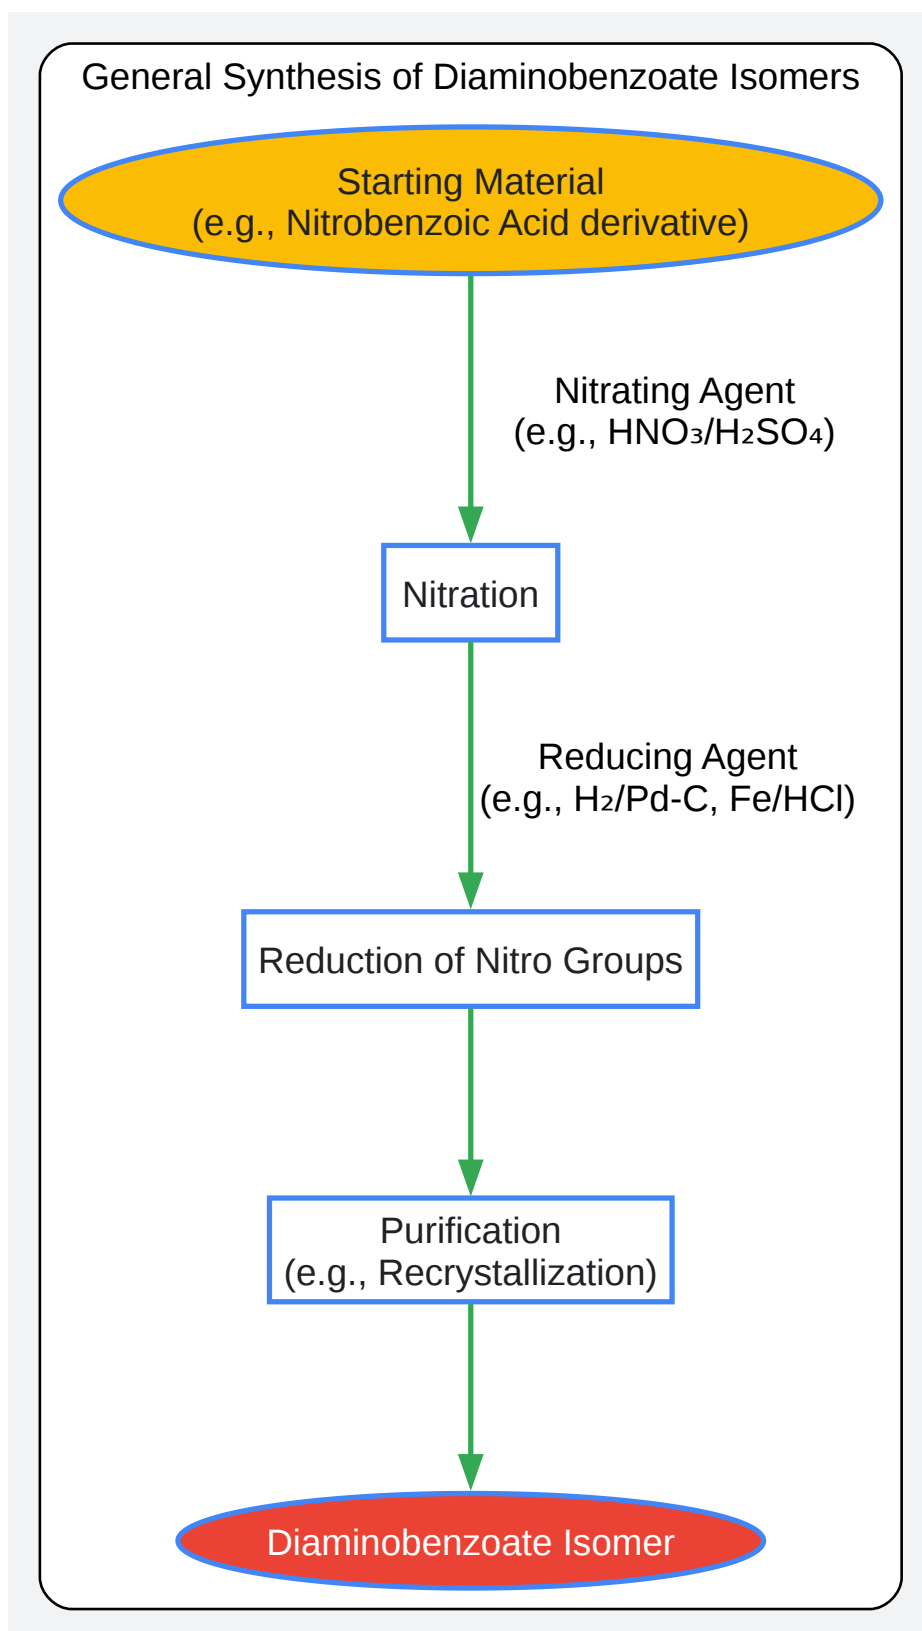 General Synthesis of Diaminobenzoate Isomers
Starting Material
(e.g., Nitrobenzoic Acid derivative)
Nitrating Agent
(e.g., HNO₃/H₂SO₄)
Nitration
Reducing Agent
(e.g., H₂/Pd-C, Fe/HCl)
Reduction of Nitro Groups
Purification
(e.g., Recrystallization)
Diaminobenzoate Isomer